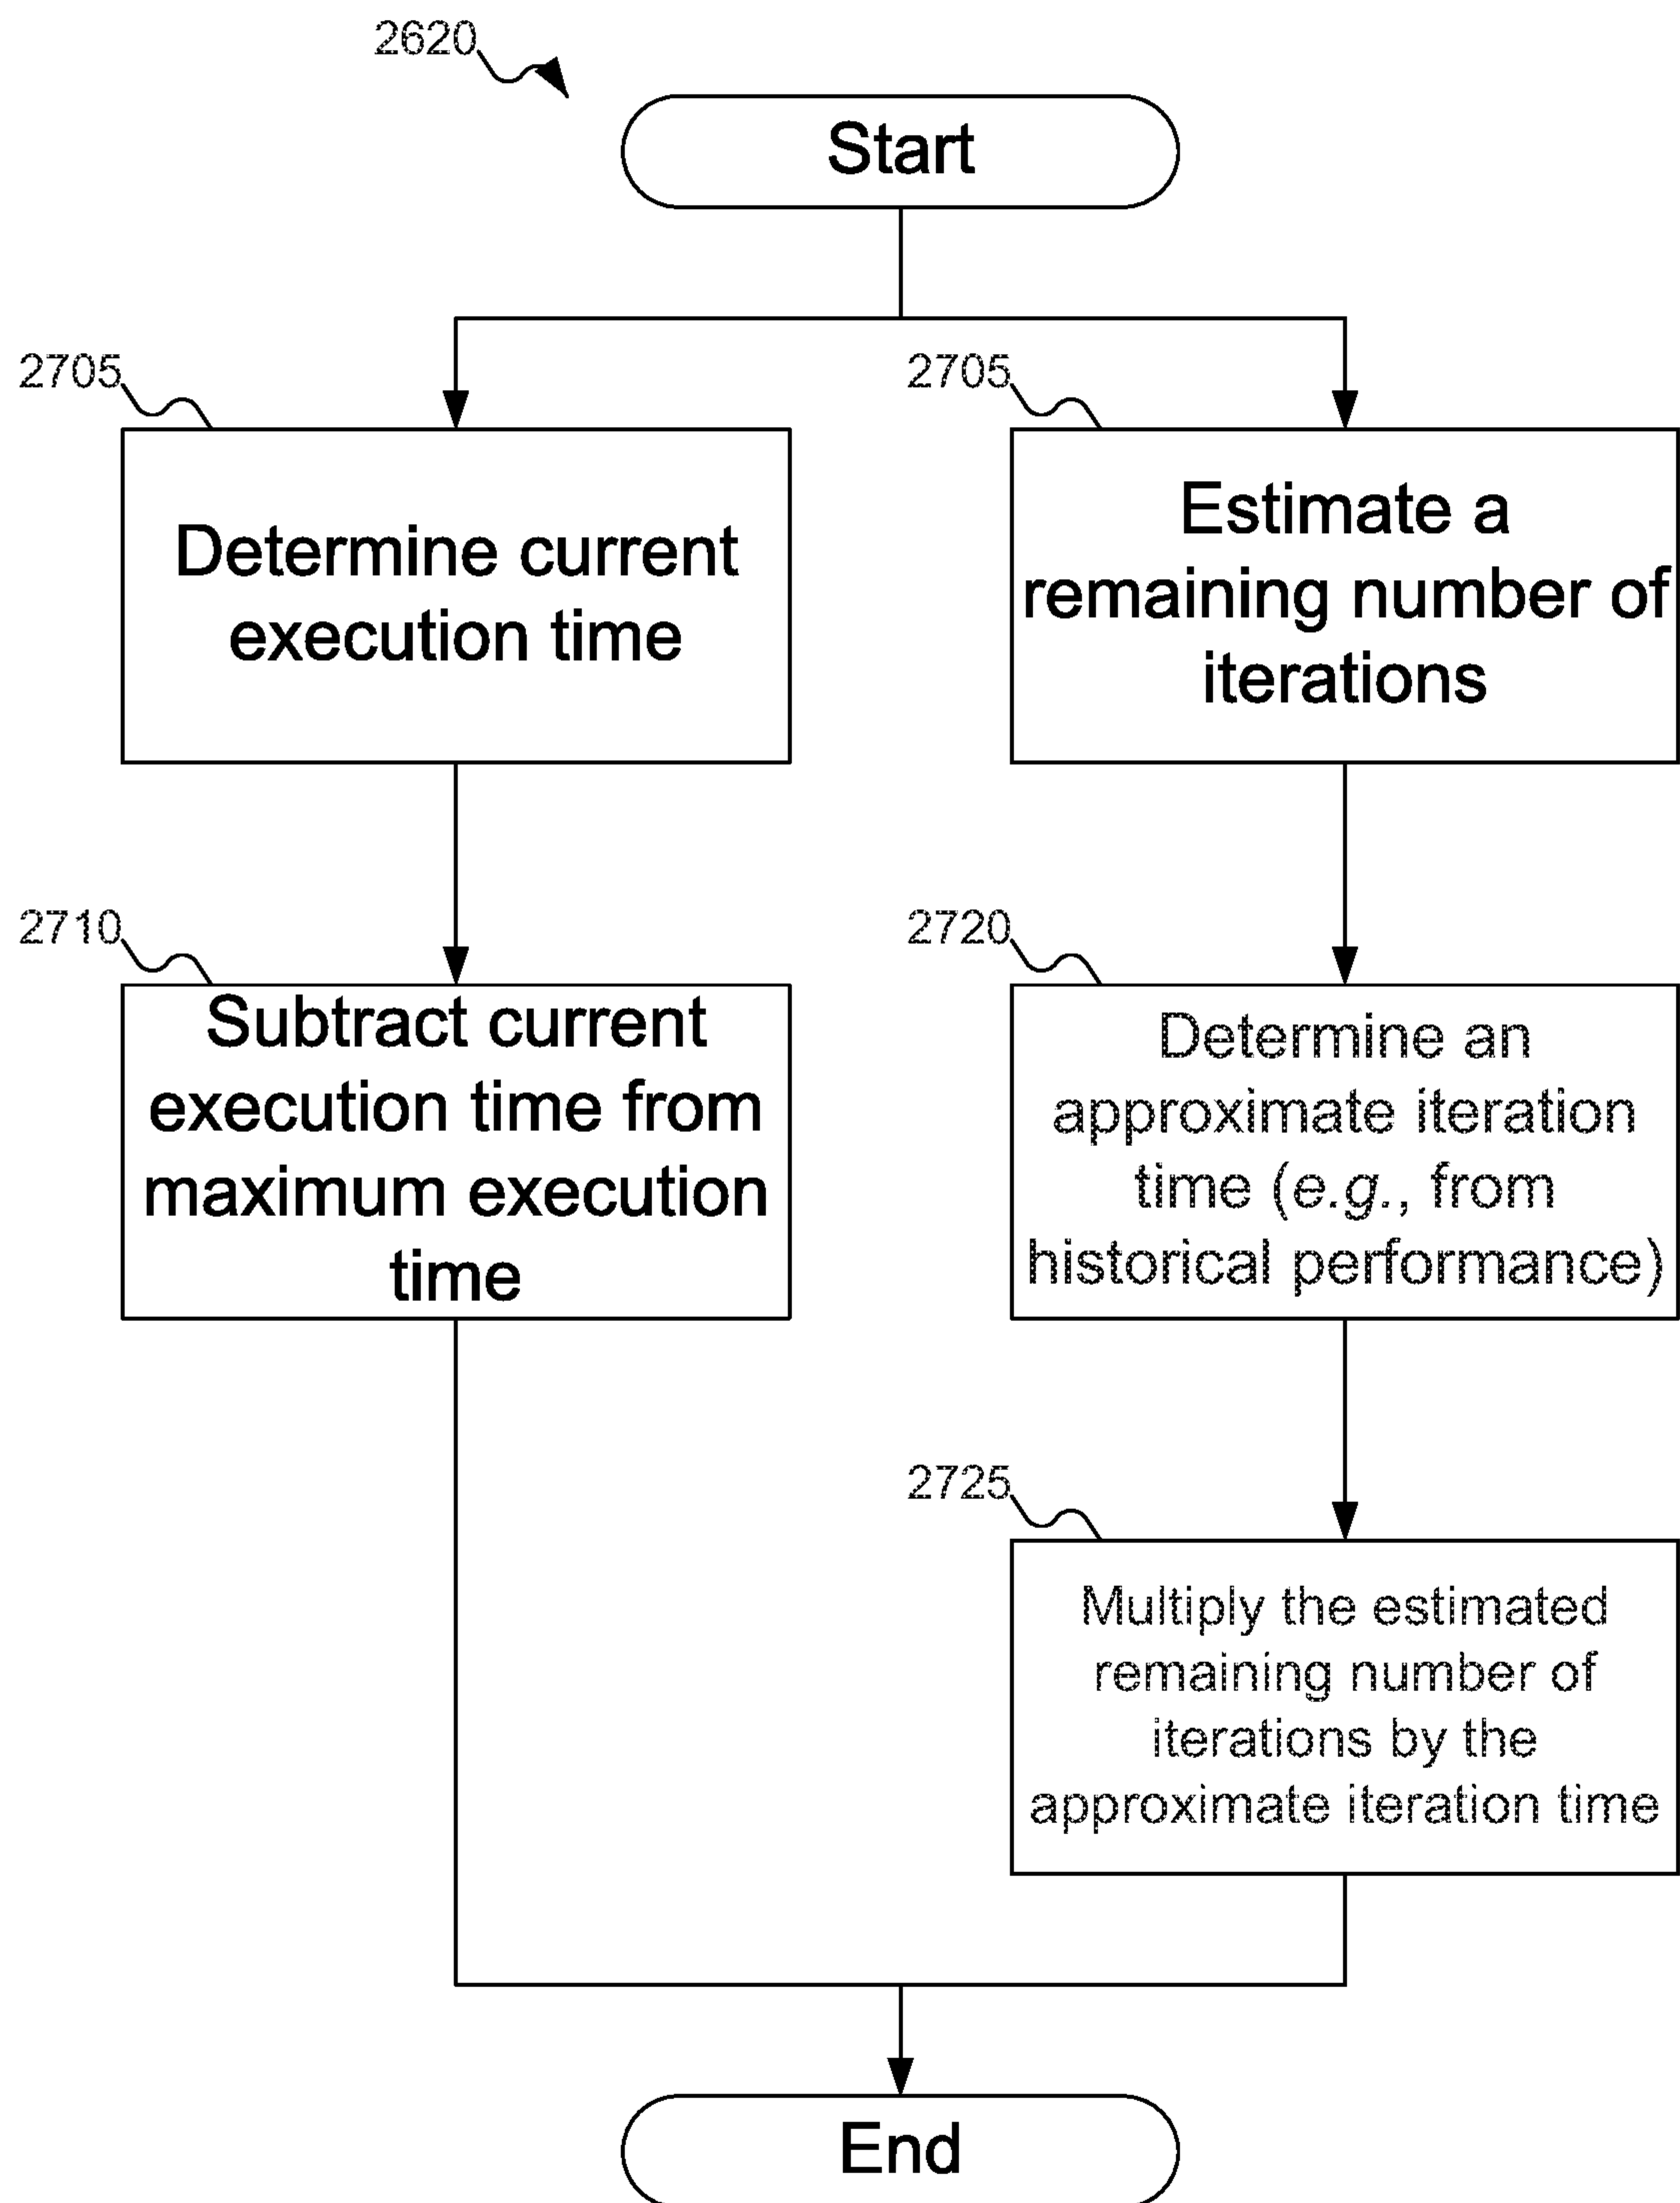 2620
Start
2705
Determine current
execution time
2705
Estimate a
remaining number of
iterations
2710
Subtract current
execution time from
maximum execution
time
2720
Determine an
approximate iteration
time (e.g., from
historical performance)
2725
Multiply the estimated
remaining number of
iterations by the
approximate iteration time
End